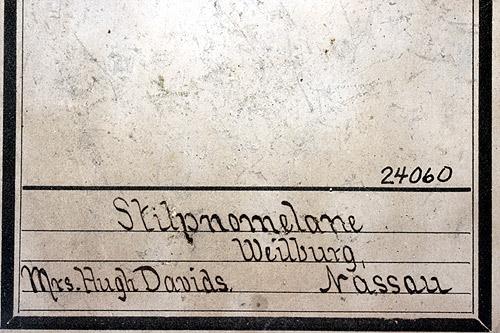 24060
Stilpnomelane
Weilburg,
Mrs. Hugh Davids. Nassau